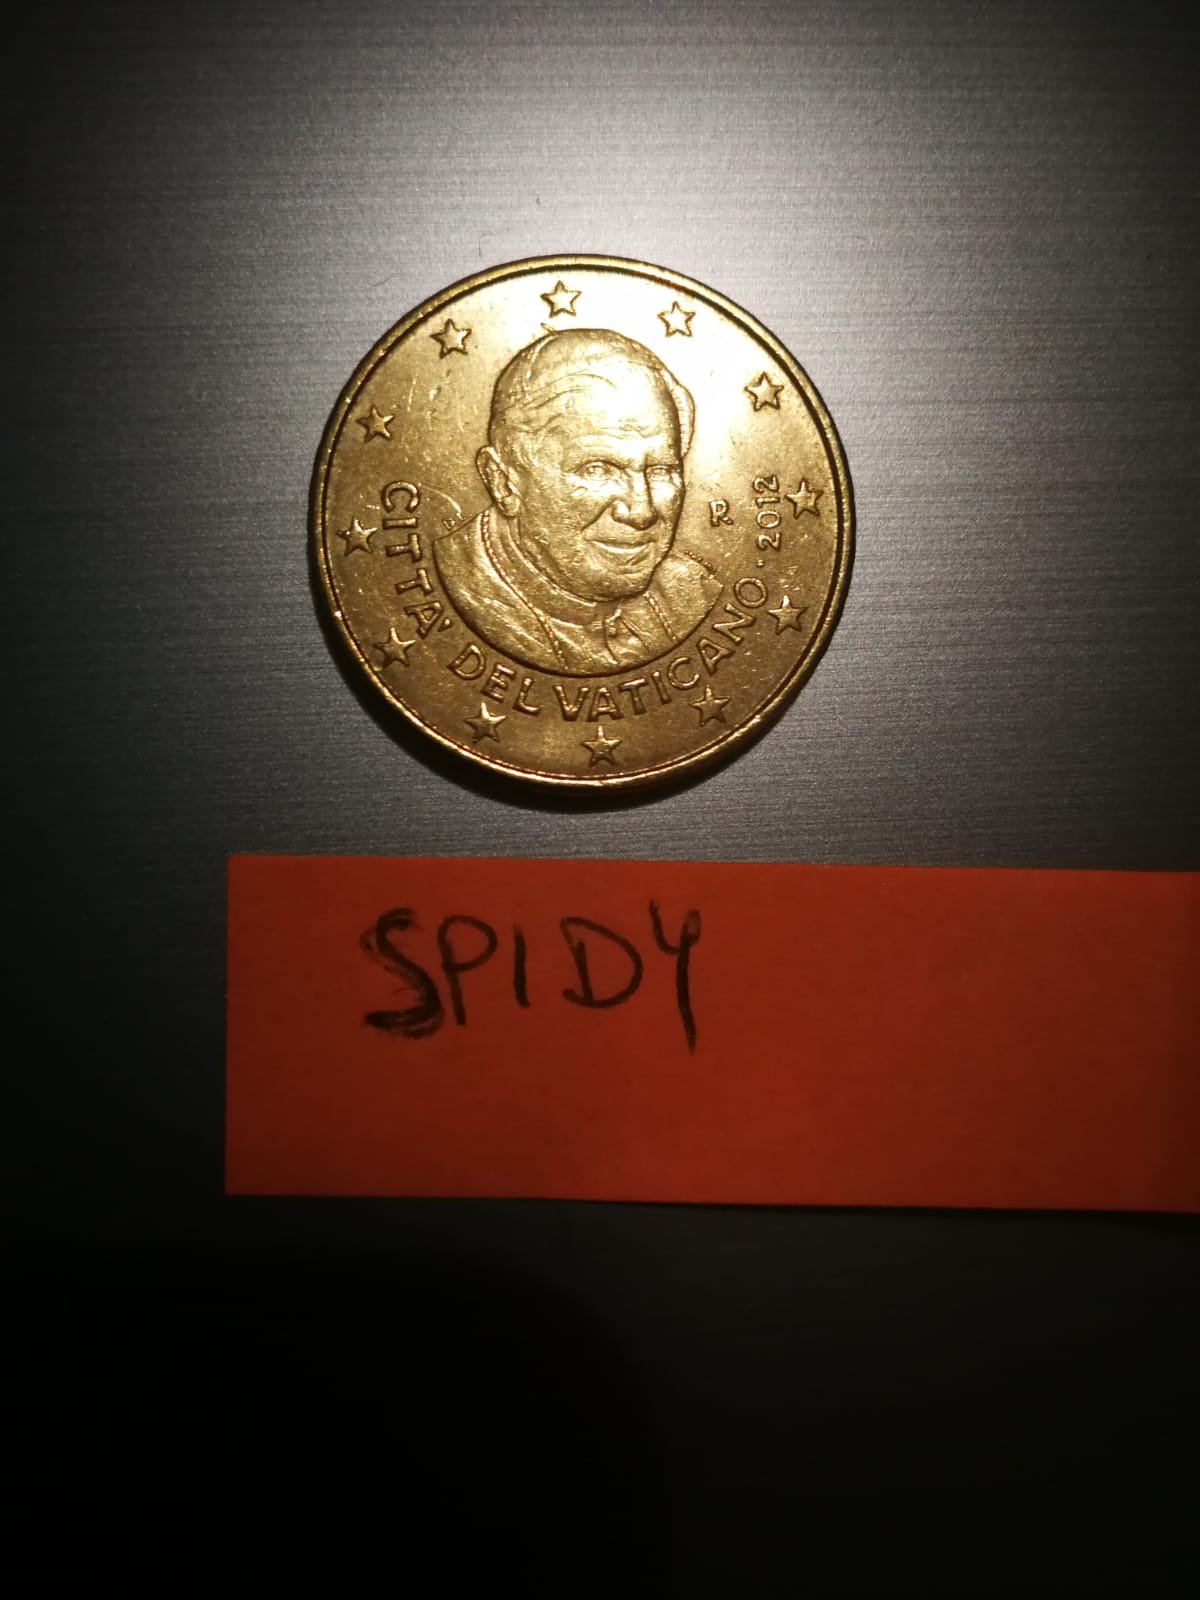 CITTA' DEL VATICANO · 2012
R
SPIDY